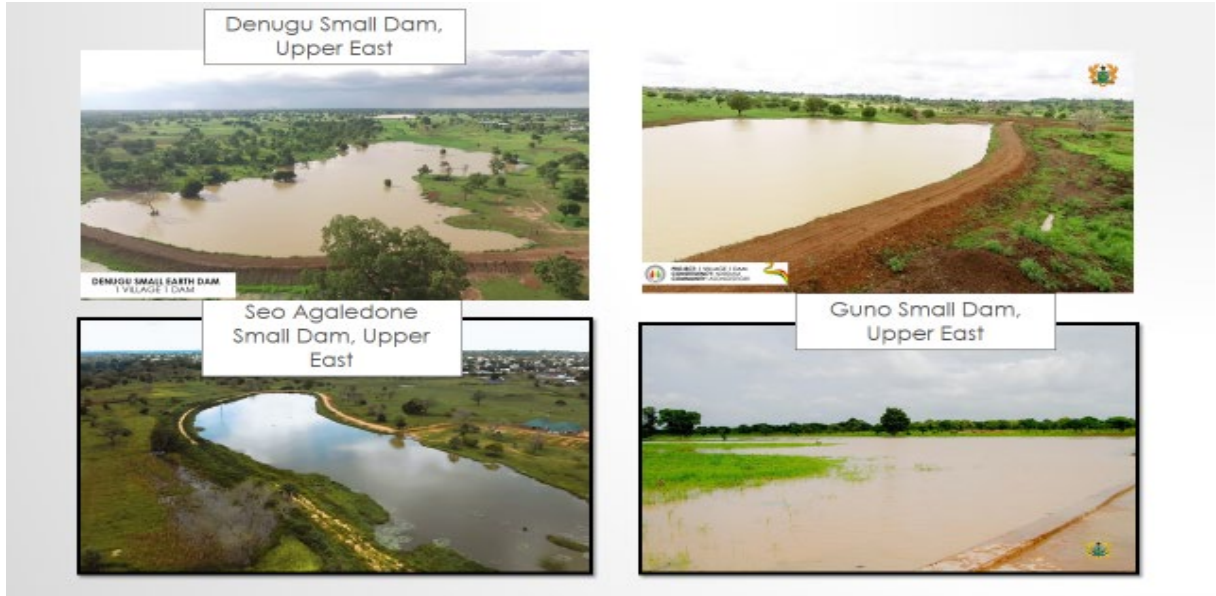 Denugu Small Dam,
Upper East
DENUGU SMALL EARTH DAM
1 VILLAGE 1 DAM
PROJECT: 1 VILLAGE 1 DAM
Seo Agaledone
Small Dam, Upper
East
Guno Small Dam,
Upper East